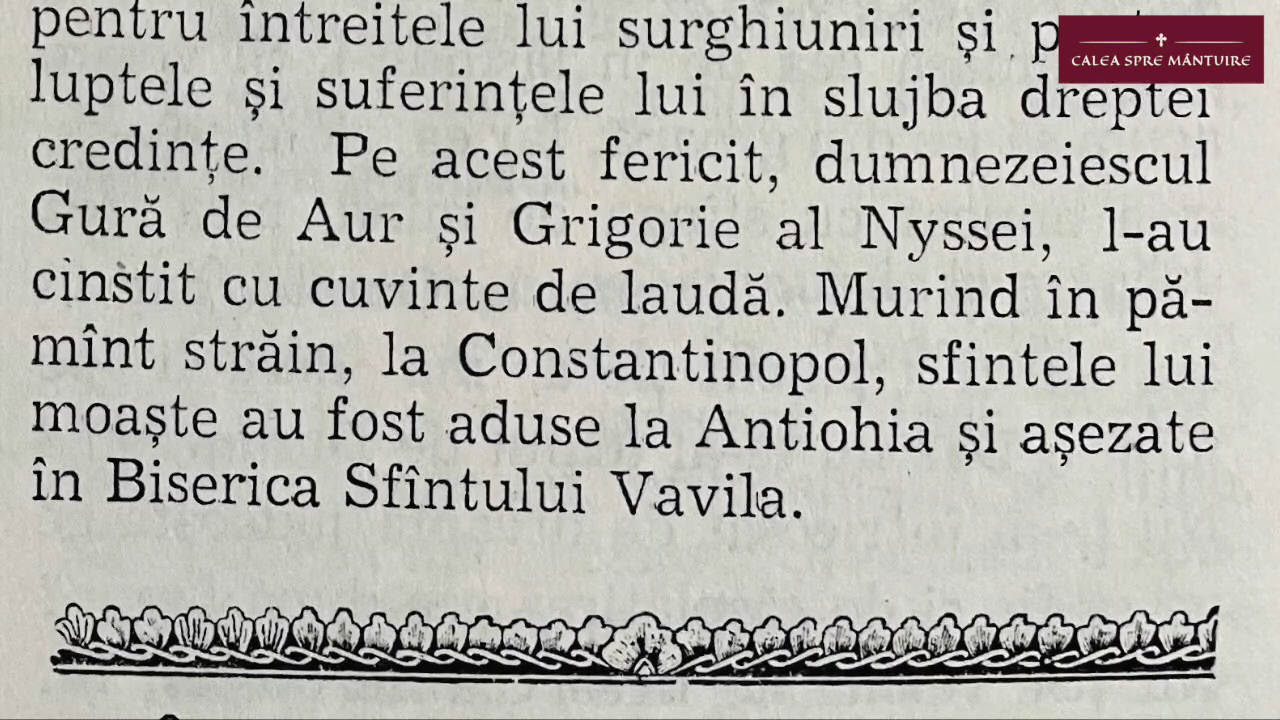 pentru întreitele lui surghiuniri și
CALEA SPRE MÂNTUIRE
luptele și suferințele lui în slujba dreptei
credințe. Pe acest fericit, dumnezeiescul
Gură de Aur și Grigorie al Nyssei, l-au
cinstit cu cuvinte de laudă. Murind în pă-
mînt străin, la Constantinopol, sfintele lui
moaște au fost aduse la Antiohia și așezate
în Biserica Sfîntului Vavila.